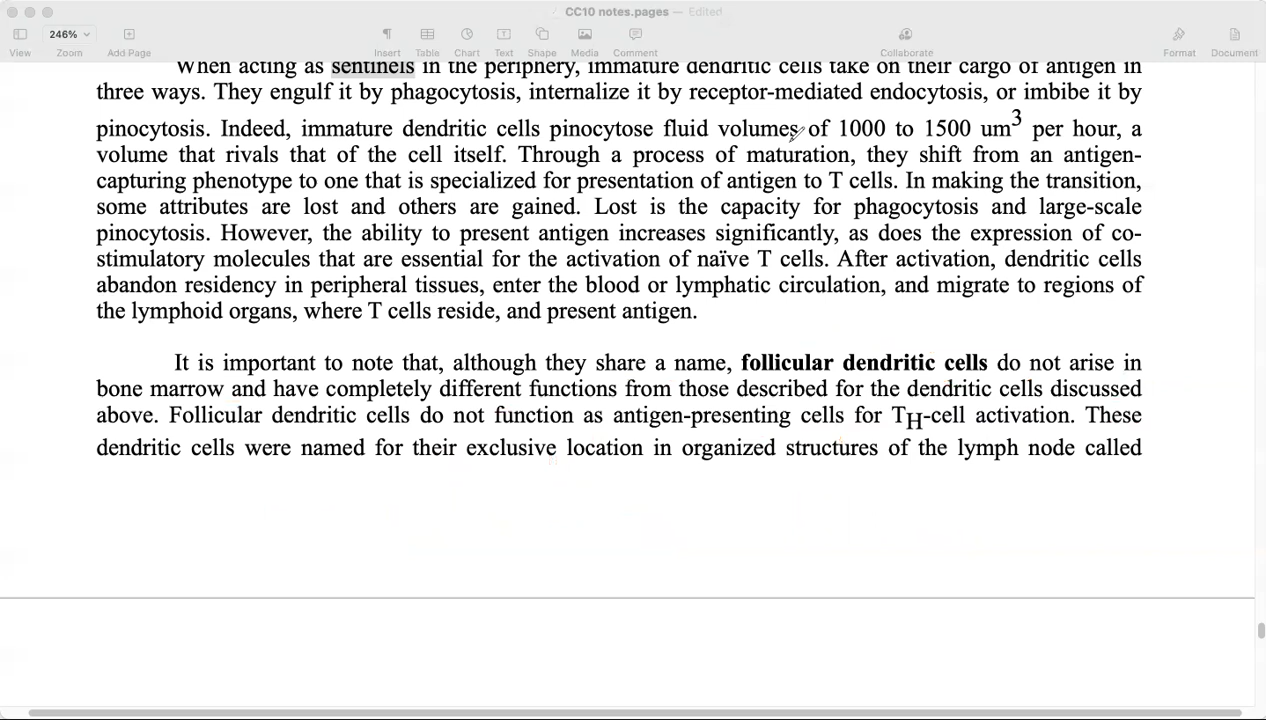 CC10 notes.pages — Edited
246%
View Zoom Add Page Insert Table Chart Text Shape Media Comment Collaborate Format Document
When acting as sentinels in the periphery, immature dendritic cells take on their cargo of antigen in
three ways. They engulf it by phagocytosis, internalize it by receptor-mediated endocytosis, or imbibe it by
pinocytosis. Indeed, immature dendritic cells pinocytose fluid volumes of 1000 to 1500 um³ per hour, a
volume that rivals that of the cell itself. Through a process of maturation, they shift from an antigen-
capturing phenotype to one that is specialized for presentation of antigen to T cells. In making the transition,
some attributes are lost and others are gained. Lost is the capacity for phagocytosis and large-scale
pinocytosis. However, the ability to present antigen increases significantly, as does the expression of co-
stimulatory molecules that are essential for the activation of naïve T cells. After activation, dendritic cells
abandon residency in peripheral tissues, enter the blood or lymphatic circulation, and migrate to regions of
the lymphoid organs, where T cells reside, and present antigen.
It is important to note that, although they share a name, follicular dendritic cells do not arise in
bone marrow and have completely different functions from those described for the dendritic cells discussed
above. Follicular dendritic cells do not function as antigen-presenting cells for TH-cell activation. These
dendritic cells were named for their exclusive location in organized structures of the lymph node called